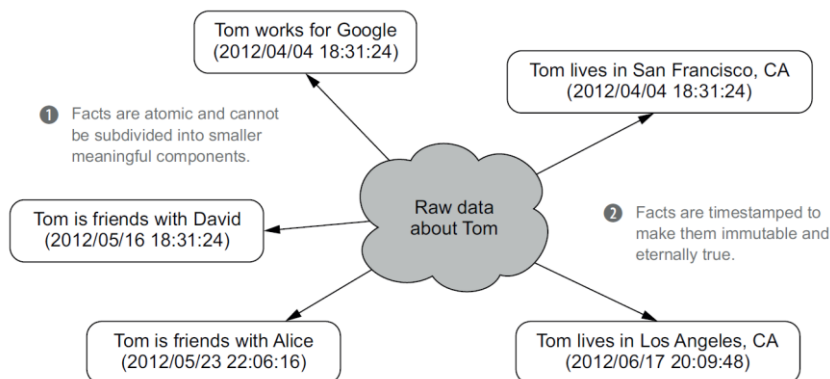 Tom works for Google
(2012/04/04 18:31:24)
Tom lives in San Francisco, CA
(2012/04/04 18:31:24)
1 Facts are atomic and cannot
be subdivided into smaller
meaningful components.
Raw data
about Tom
Tom is friends with David
(2012/05/16 18:31:24)
2 Facts are timestamped to
make them immutable and
eternally true.
Tom is friends with Alice
(2012/05/23 22:06:16)
Tom lives in Los Angeles, CA
(2012/06/17 20:09:48)